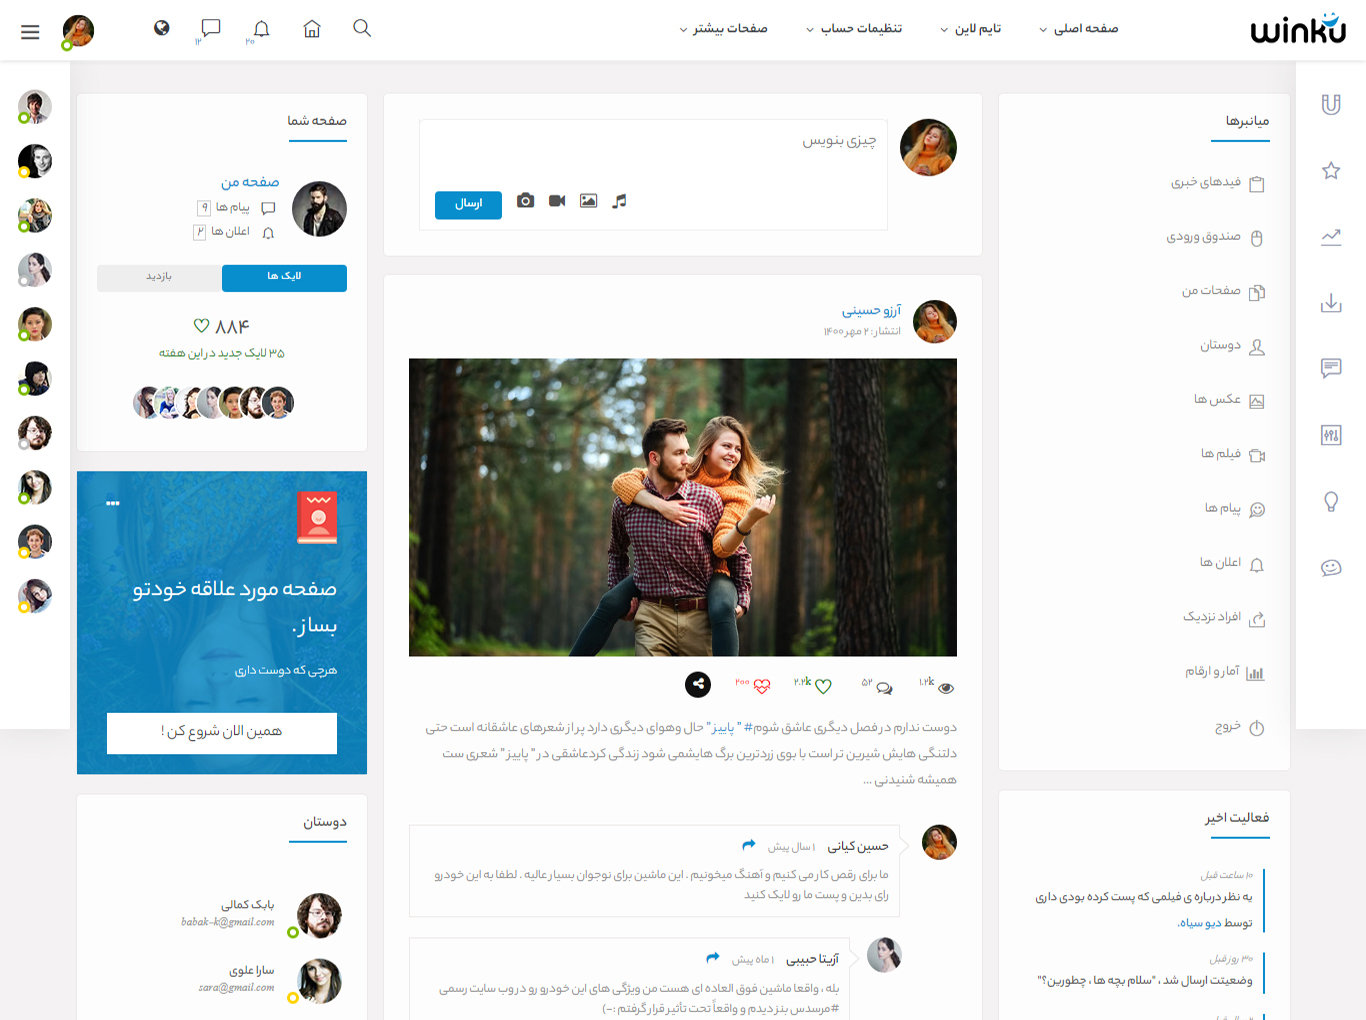 winku
صفحه اصلی
تایم لاین
تنظیمات حساب
صفحات بیشتر
۲۰
۱۲
میانبرها
فیدهای خبری
صندوق ورودی
صفحات من
دوستان
عکس ها
فیلم ها
پیام ها
اعلان ها
افراد نزدیک
آمار و ارقام
خروج
فعالیت اخیر
۱۰ ساعت قبل
یه نظر درباره ی فیلمی که پست کرده بودی داری
توسط دیو سیاه.
۳۰ روز قبل
وضعیتت ارسال شد ، "سلام بچه ها ، چطورین؟"
چیزی بنویس
ارسال
آرزو حسینی
انتشار : ۲ مهر ۱۴۰۰
۱.۲k
۵۲
۲.۲k
۲۰۰
دوست ندارم در فصل دیگری عاشق شوم# " پاییز " حال وهوای دیگری دارد پر از شعرهای عاشقانه است حتی
دلتنگی هایش شیرین تر است با بوی زردترین برگ هایشمی شود زندگی کردعاشقی در " پاییز " شعری ست
همیشه شنیدنی ...
حسین کیانی ۱ سال پیش
ما برای رقص کار می کنیم و آهنگ میخونیم . این ماشین برای نوجوان بسیار عالیه . لطفا به این خودرو
رای بدین و پست ما رو لایک کنید
آزیتا حبیبی ۱ ماه پیش
بله ، واقعا ماشین فوق العاده ای هست من ویژگی های این خودرو رو در وب سایت رسمی
#مرسدس بنز دیدم و واقعاً تحت تأثیر قرار گرفتم :-)
صفحه شما
صفحه من
پیام ها ۹
اعلان ها ۲
لایک ها
بازدید
۸۸۴
۳۵ لایک جدید در این هفته
صفحه مورد علاقه خودتو
بساز .
هرچی که دوست داری
همین الان شروع کن !
دوستان
بابک کمالی
babak-k@gmail.com
سارا علوی
sara@gmail.com